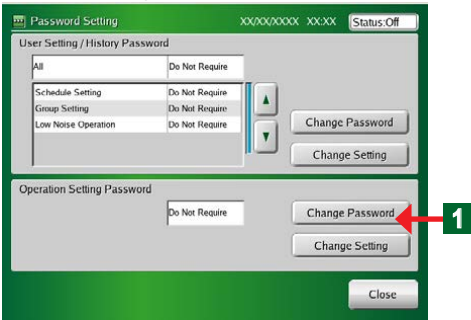 Password Setting XX/XX/XXXX XX:XX Status:Off
User Setting / History Password
All Do Not Require
Schedule Setting Do Not Require
Group Setting Do Not Require
Low Noise Operation Do Not Require
Change Password
Change Setting
Operation Setting Password
Do Not Require Change Password 1
Change Setting
Close